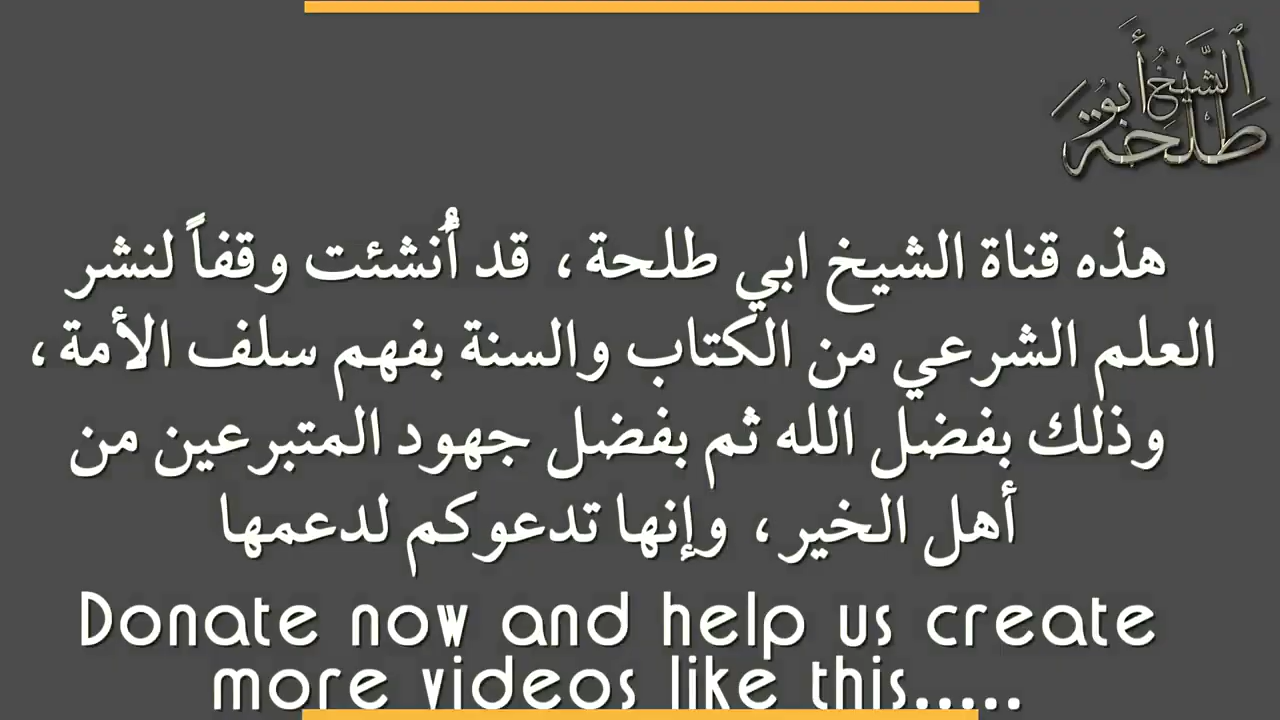 الشيخ أبو
طلحة
هذه قناة الشيخ ابي طلحة، قد أُنشئت وقفاً لنشر
العلم الشرعي من الكتاب والسنة بفهم سلف الأمة،
وذلك بفضل الله ثم بفضل جهود المتبرعين من
أهل الخير، وإنها تدعوكم لدعمها
Donate now and help us create
more videos like this.....